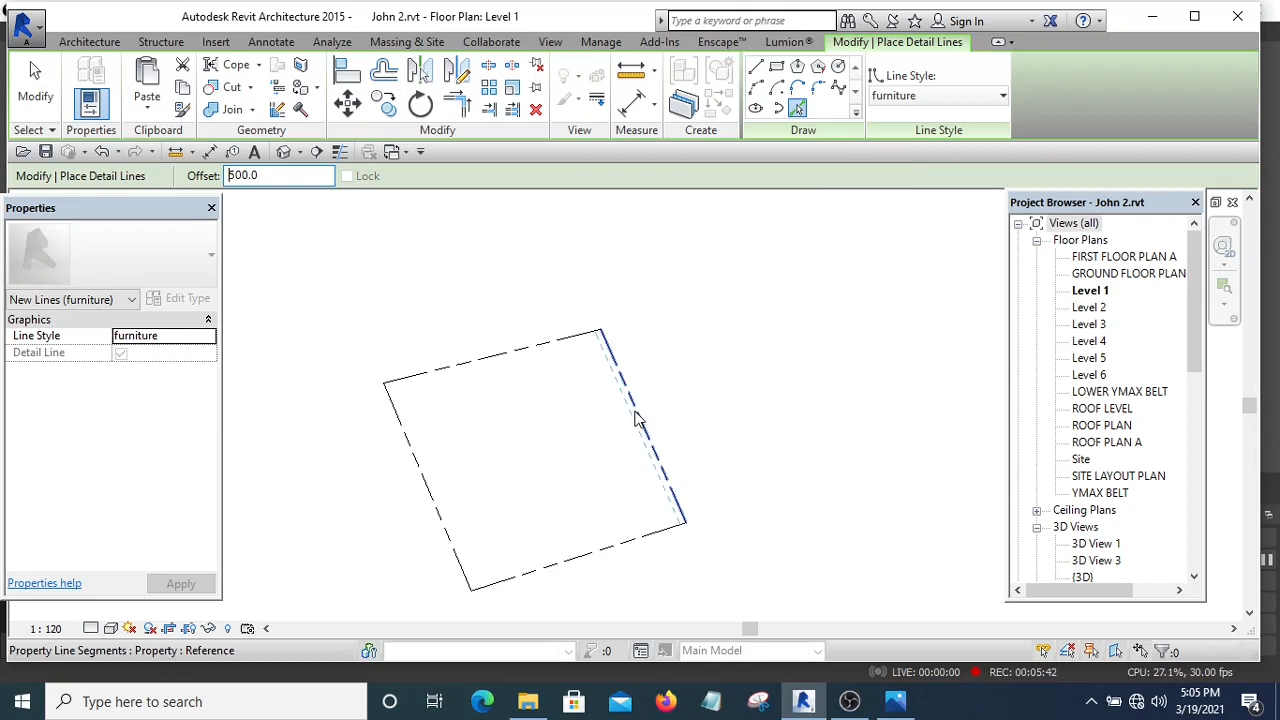 Autodesk Revit Architecture 2015 - John 2.rvt - Floor Plan: Level 1
Type a keyword or phrase
Sign In
Architecture Structure Insert Annotate Analyze Massing & Site Collaborate View Manage Add-Ins Enscape™ Lumion® Modify | Place Detail Lines
Modify
Paste
Cope
Cut
Join
Line Style:
furniture
Select Properties Clipboard Geometry Modify View Measure Create Draw Line Style
Modify | Place Detail Lines Offset: 500.0 Lock
Properties
New Lines (furniture) Edit Type
Graphics
Line Style furniture
Detail Line
Properties help Apply
Project Browser - John 2.rvt
Views (all)
Floor Plans
FIRST FLOOR PLAN A
GROUND FLOOR PLAN
Level 1
Level 2
Level 3
Level 4
Level 5
Level 6
LOWER YMAX BELT
ROOF LEVEL
ROOF PLAN
ROOF PLAN A
Site
SITE LAYOUT PLAN
YMAX BELT
Ceiling Plans
3D Views
3D View 1
3D View 3
{3D}
2D
1 : 120
Property Line Segments : Property : Reference
:0
Main Model
:0
LIVE: 00:00:00 REC: 00:05:42 CPU: 27.1%, 30.00 fps
Type here to search
5:05 PM
3/19/2021
4